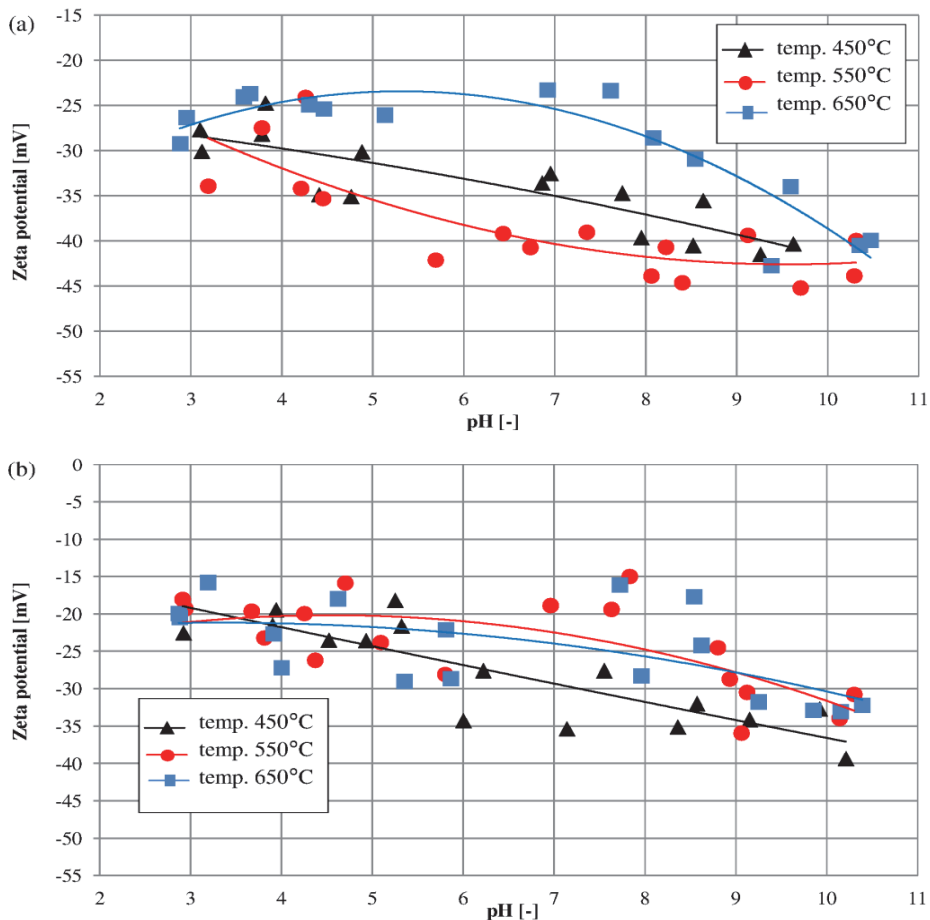 (a)
-15
-20
-25
-30
-35
-40
-45
-50
-55
Zeta potential [mV]
temp. 450°C
temp. 550°C
temp. 650°C
2 3 4 5 6 7 8 9 10 11
pH [-]
(b)
0
-5
-10
-15
-20
-25
-30
-35
-40
-45
-50
-55
Zeta potential [mV]
temp. 450°C
temp. 550°C
temp. 650°C
2 3 4 5 6 7 8 9 10 11
pH [-]